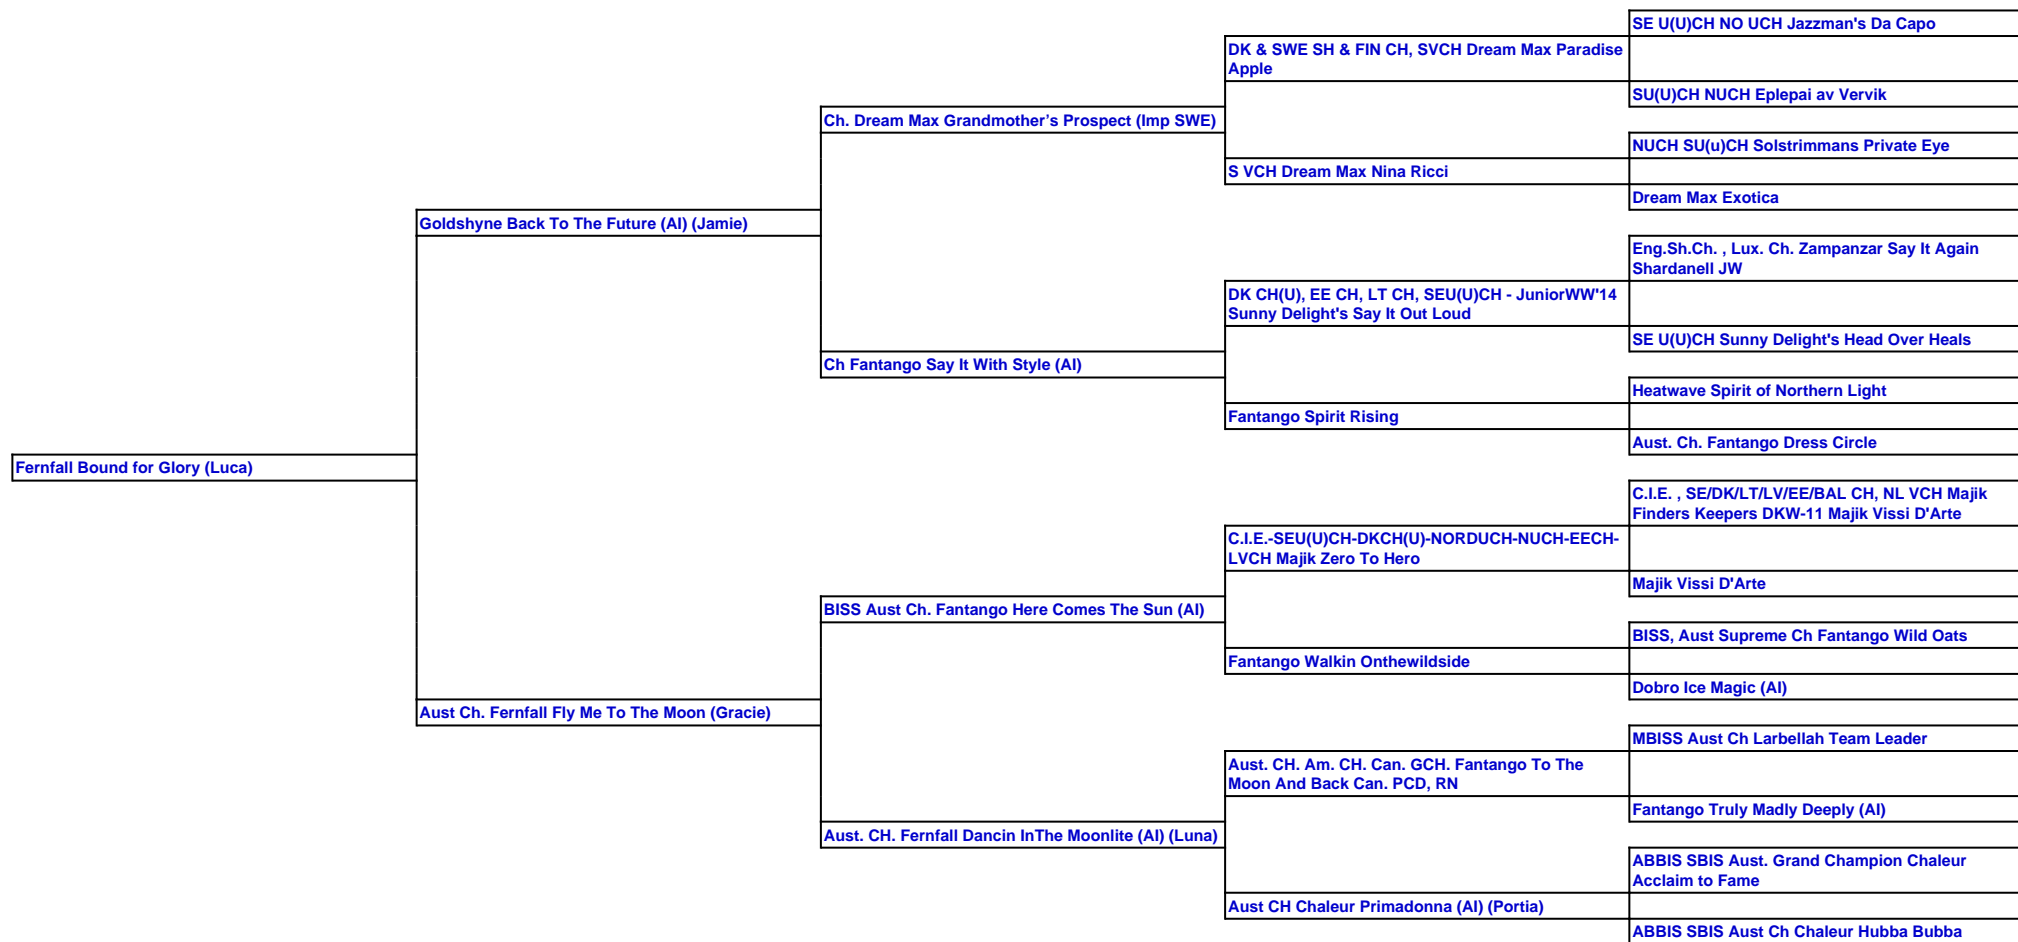 SE U(U)CH NO UCH Jazzman's Da Capo
DK & SWE SH & FIN CH, SVCH Dream Max Paradise
Apple
SU(U)CH NUCH Eplepai av Vervik
Ch. Dream Max Grandmother’s Prospect (Imp SWE)
NUCH SU(u)CH Solstrimmans Private Eye
S VCH Dream Max Nina Ricci
Dream Max Exotica
Goldshyne Back To The Future (AI) (Jamie)
Eng.Sh.Ch. , Lux. Ch. Zampanzar Say It Again
Shardanell JW
DK CH(U), EE CH, LT CH, SEU(U)CH - JuniorWW'14
Sunny Delight's Say It Out Loud
SE U(U)CH Sunny Delight's Head Over Heals
Ch Fantango Say It With Style (AI)
Heatwave Spirit of Northern Light
Fantango Spirit Rising
Aust. Ch. Fantango Dress Circle
Fernfall Bound for Glory (Luca)
C.I.E. , SE/DK/LT/LV/EE/BAL CH, NL VCH Majik
Finders Keepers DKW-11 Majik Vissi D'Arte
C.I.E.-SEU(U)CH-DKCH(U)-NORDUCH-NUCH-EECH-
LVCH Majik Zero To Hero
Majik Vissi D'Arte
BISS Aust Ch. Fantango Here Comes The Sun (AI)
BISS, Aust Supreme Ch Fantango Wild Oats
Fantango Walkin Onthewildside
Dobro Ice Magic (AI)
Aust Ch. Fernfall Fly Me To The Moon (Gracie)
MBISS Aust Ch Larbellah Team Leader
Aust. CH. Am. CH. Can. GCH. Fantango To The
Moon And Back Can. PCD, RN
Fantango Truly Madly Deeply (AI)
Aust. CH. Fernfall Dancin InThe Moonlite (AI) (Luna)
ABBIS SBIS Aust. Grand Champion Chaleur
Acclaim to Fame
Aust CH Chaleur Primadonna (AI) (Portia)
ABBIS SBIS Aust Ch Chaleur Hubba Bubba